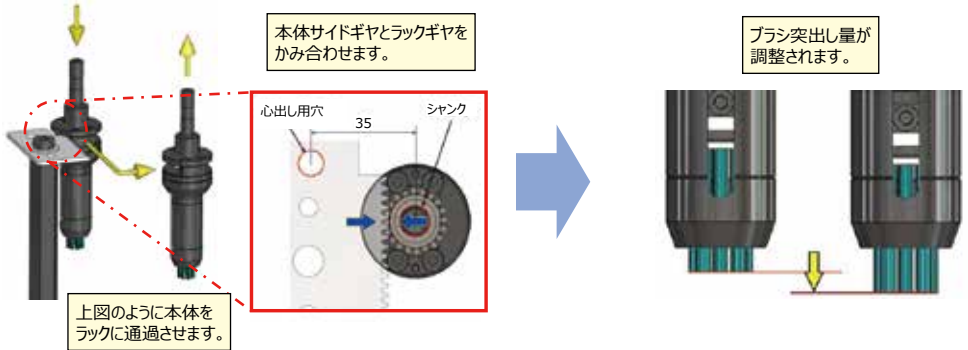 本体サイドギヤとラックギヤを
かみ合わせます。
ブラシ突出し量が
調整されます。
心出し用穴
35
シャンク
上図のように本体を
ラックに通過させます。